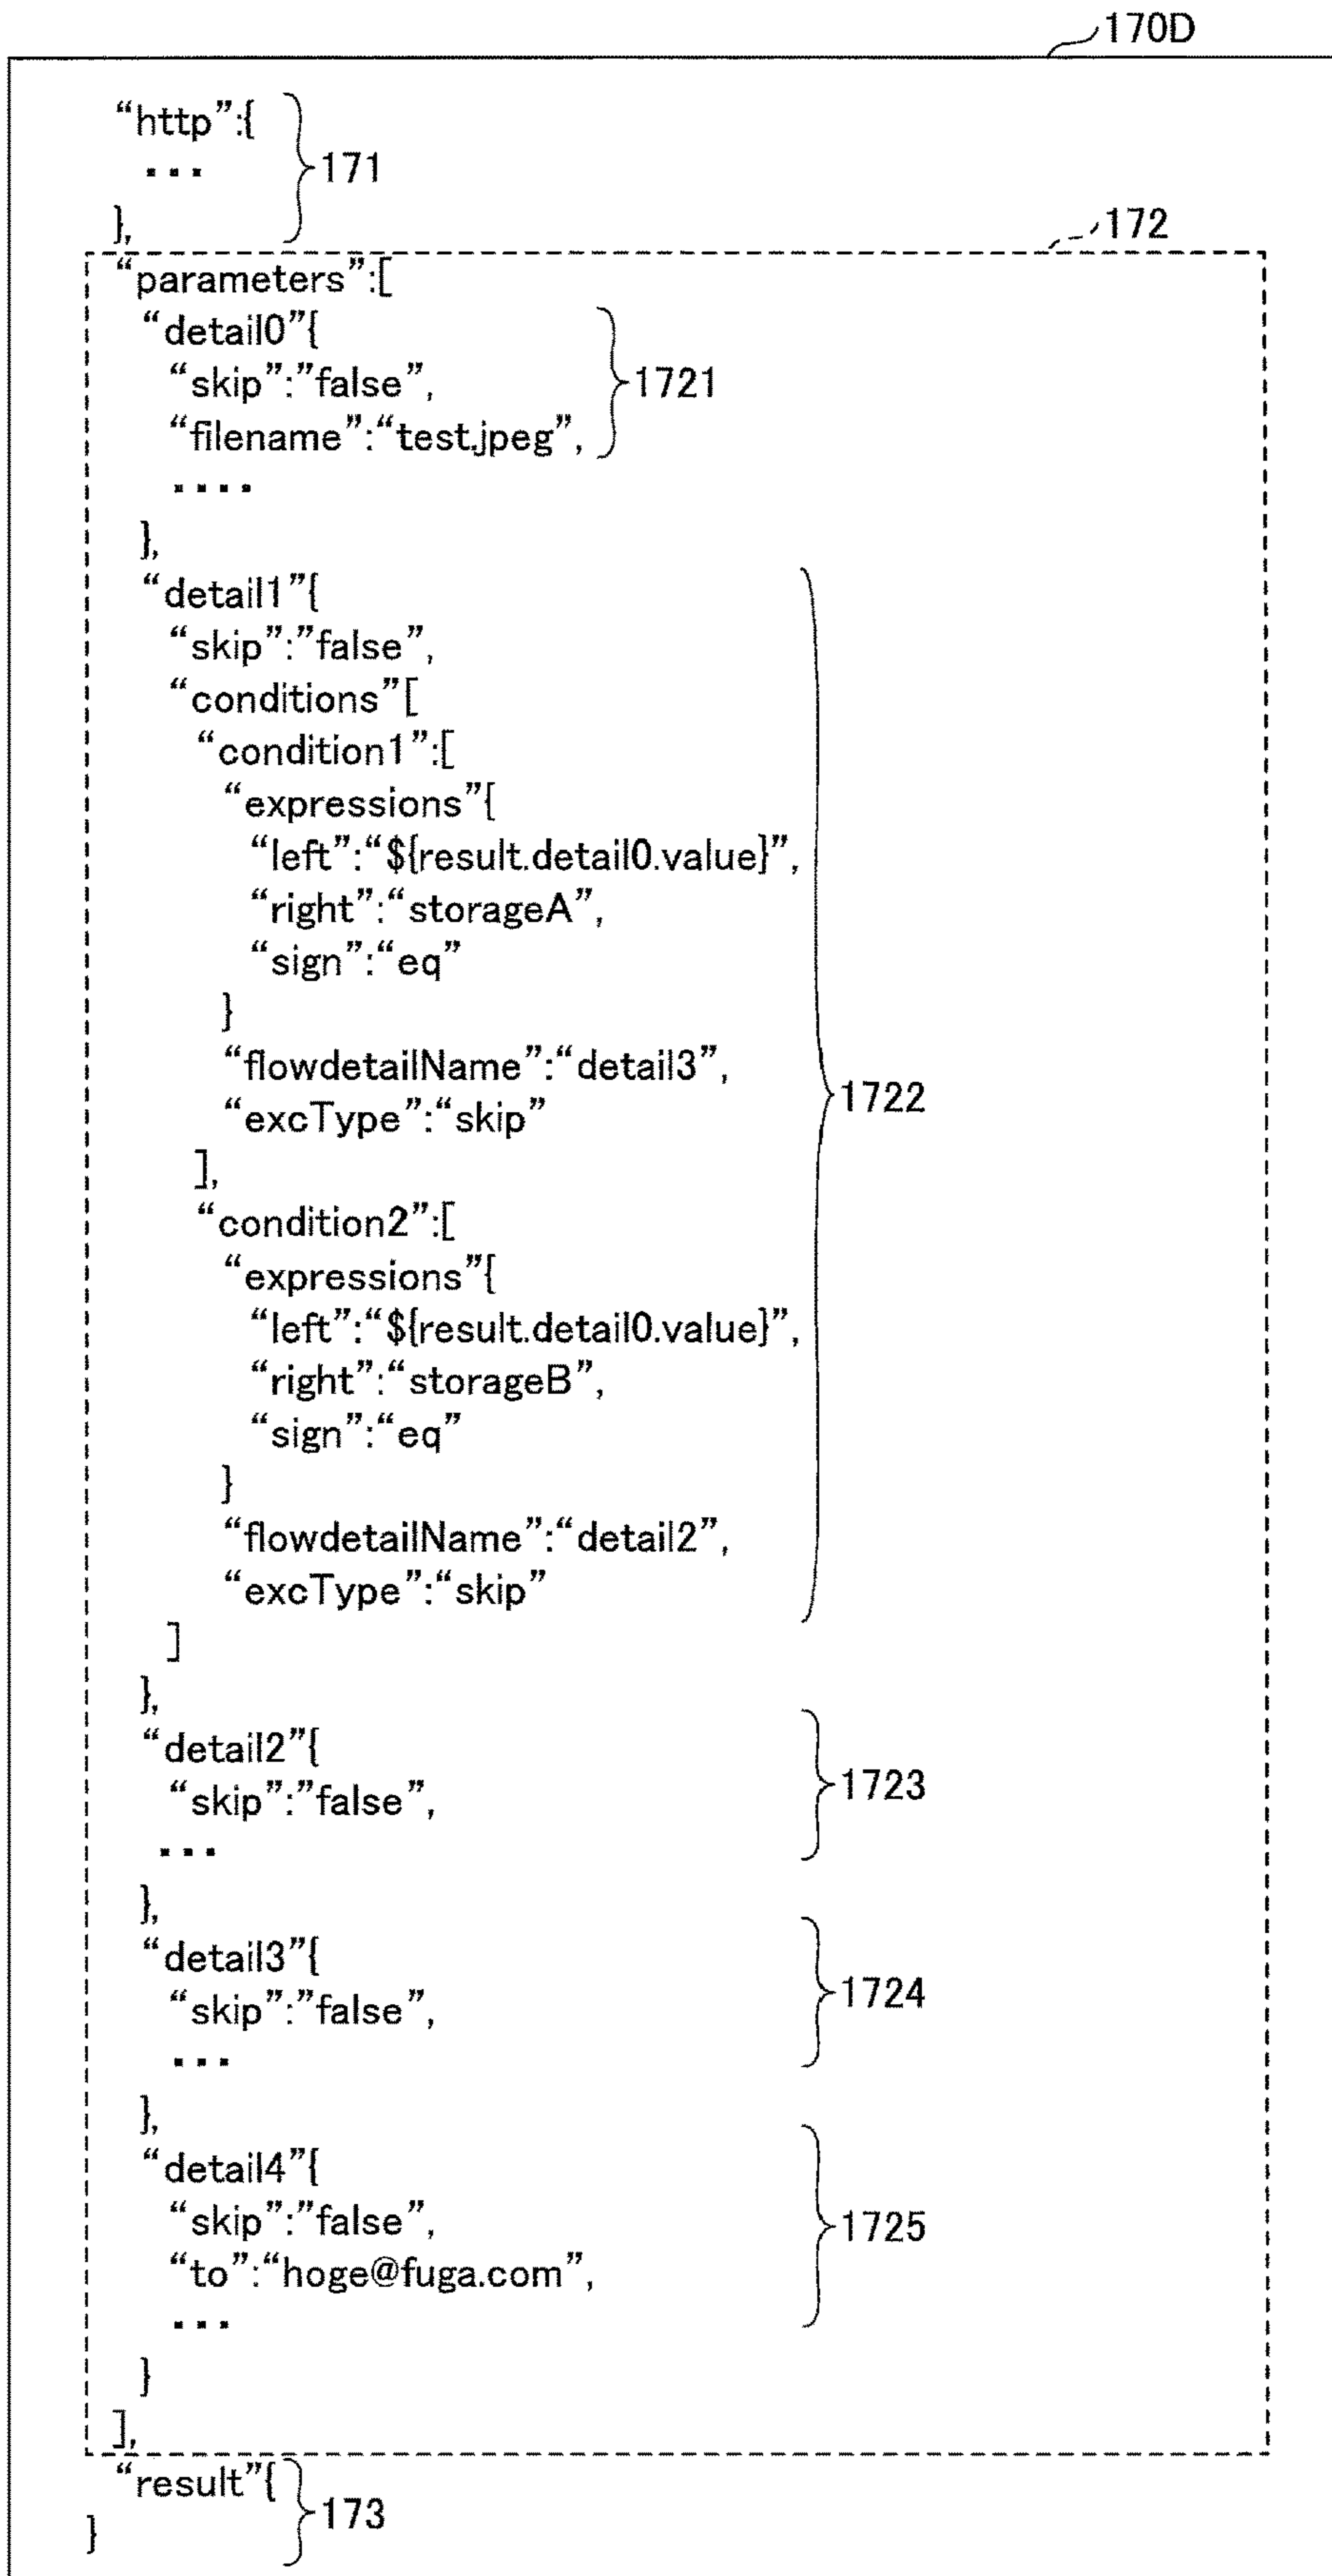 170D
“http”:{
...
171
},
172
“parameters”:[
“detail0”{
“skip”:”false”,
1721
“filename”:“test.jpeg”,
....
},
“detail1”{
“skip”:”false”,
“conditions”[
“condition1”:[
“expressions”{
“left”:“${result.detail0.value}”,
“right”:“storageA”,
“sign”:“eq”
}
“flowdetailName”:“detail3”,
1722
“excType”:“skip”
],
“condition2”:[
“expressions”{
“left”:“${result.detail0.value}”,
“right”:“storageB”,
“sign”:“eq”
}
“flowdetailName”:“detail2”,
“excType”:“skip”
]
},
“detail2”{
1723
“skip”:”false”,
...
},
“detail3”{
1724
“skip”:”false”,
...
},
“detail4”{
“skip”:”false”,
1725
“to”:“hoge@fuga.com”,
...
}
],
“result”{
173
}